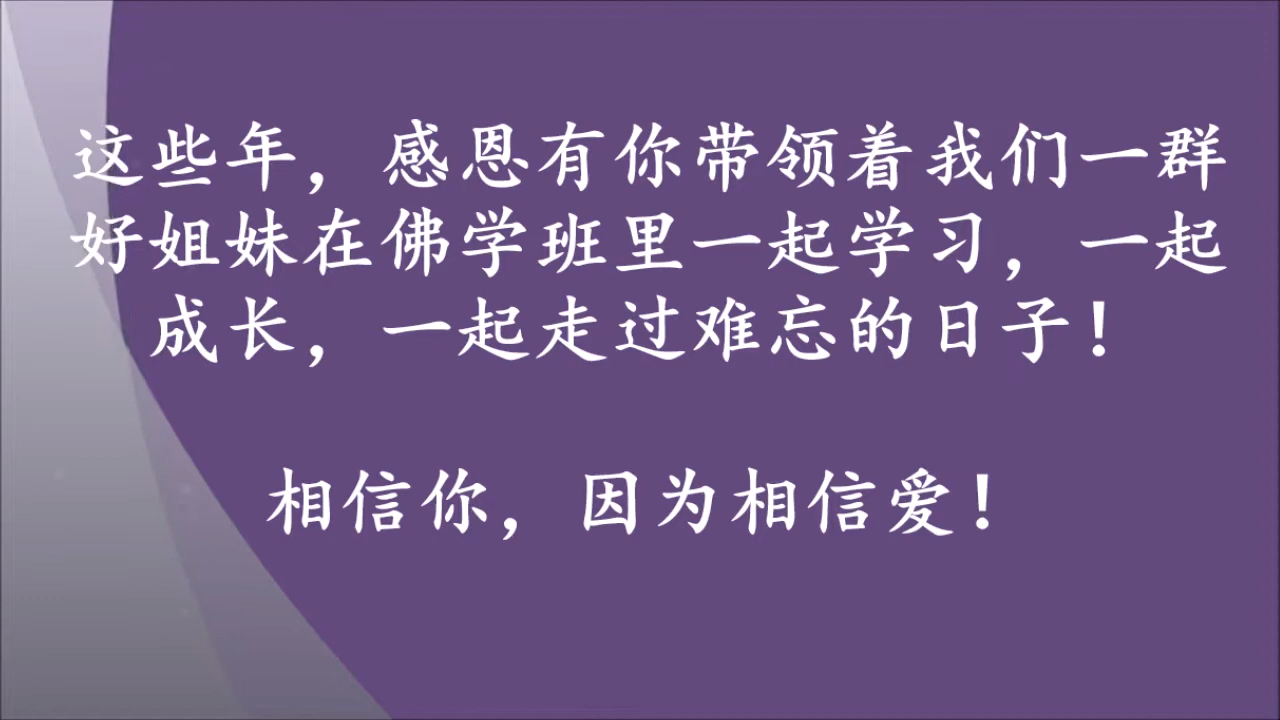 这些年，感恩有你带领着我们一群
好姐妹在佛学班里一起学习，一起
成长，一起走过难忘的日子！
相信你，因为相信爱！